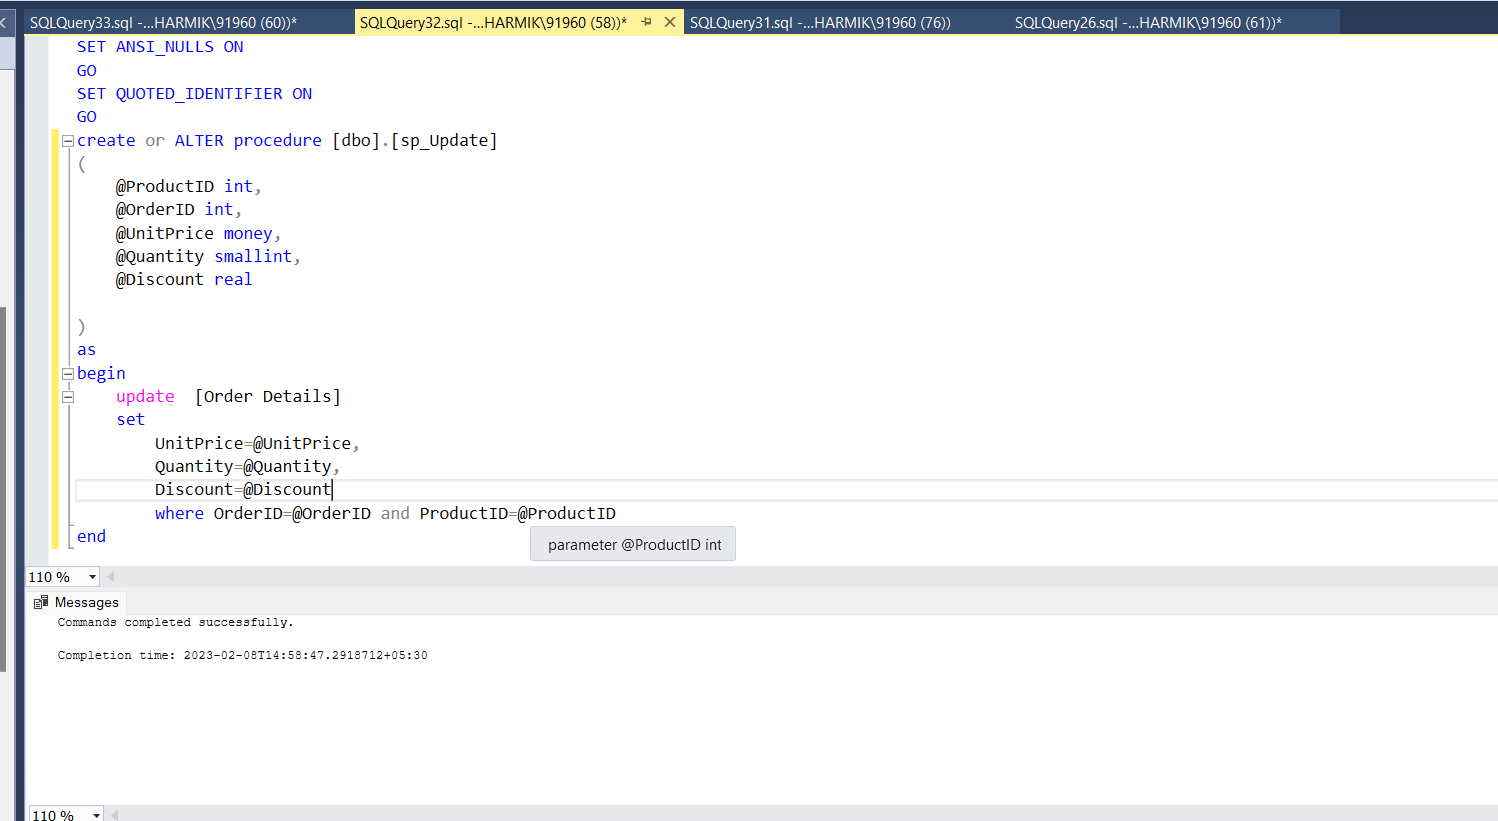 SQLQuery33.sql -...HARMIK\91960 (60))* SQLQuery32.sql -...HARMIK\91960 (58))* SQLQuery31.sql -...HARMIK\91960 (76)) SQLQuery26.sql -...HARMIK\91960 (61))*
SET ANSI_NULLS ON
GO
SET QUOTED_IDENTIFIER ON
GO
create or ALTER procedure [dbo].[sp_Update]
(
@ProductID int,
@OrderID int,
@UnitPrice money,
@Quantity smallint,
@Discount real
)
as
begin
update [Order Details]
set
UnitPrice=@UnitPrice,
Quantity=@Quantity,
Discount=@Discount
where OrderID=@OrderID and ProductID=@ProductID
end
parameter @ProductID int
110 %
Messages
Commands completed successfully.
Completion time: 2023-02-08T14:58:47.2918712+05:30
110 %